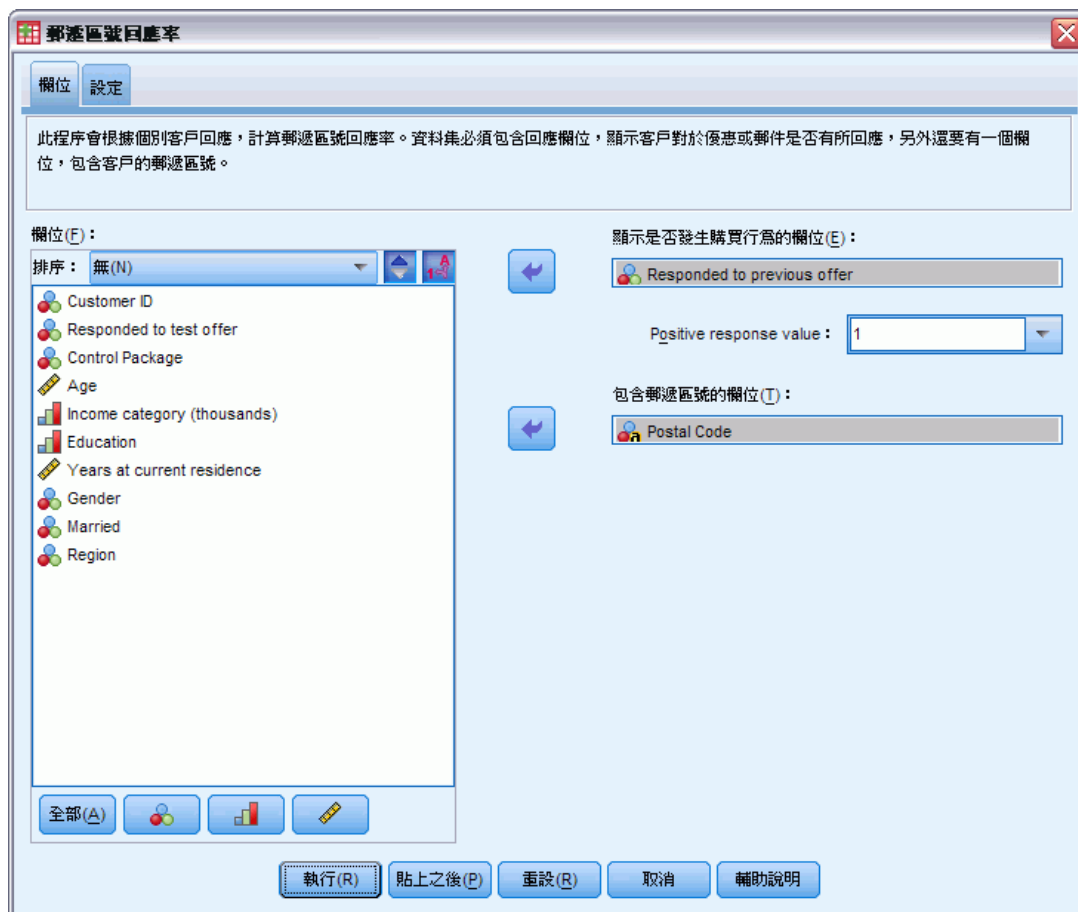 郵遞區號回應率
欄位 設定
此程序會根據個別客戶回應，計算郵遞區號回應率。資料集必須包含回應欄位，顯示客戶對於優惠或郵件是否有所回應，另外還要有一個欄
位，包含客戶的郵遞區號。
欄位(F)：
排序： 無(N)
Customer ID
Responded to test offer
Control Package
Age
Income category (thousands)
Education
Years at current residence
Gender
Married
Region
全部(A)
顯示是否發生購買行為的欄位(E)：
Responded to previous offer
Positive response value： 1
包含郵遞區號的欄位(T)：
Postal Code
執行(R) 貼上之後(P) 重設(R) 取消 輔助說明